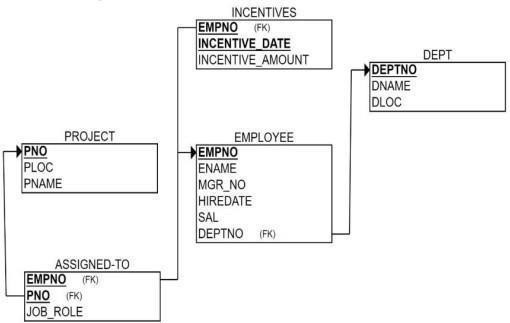 INCENTIVES
EMPNO (FK)
INCENTIVE_DATE
INCENTIVE_AMOUNT
DEPT
DEPTNO
DNAME
DLOC
PROJECT
PNO
PLOC
PNAME
EMPLOYEE
EMPNO
ENAME
MGR_NO
HIREDATE
SAL
DEPTNO (FK)
ASSIGNED-TO
EMPNO (FK)
PNO (FK)
JOB_ROLE